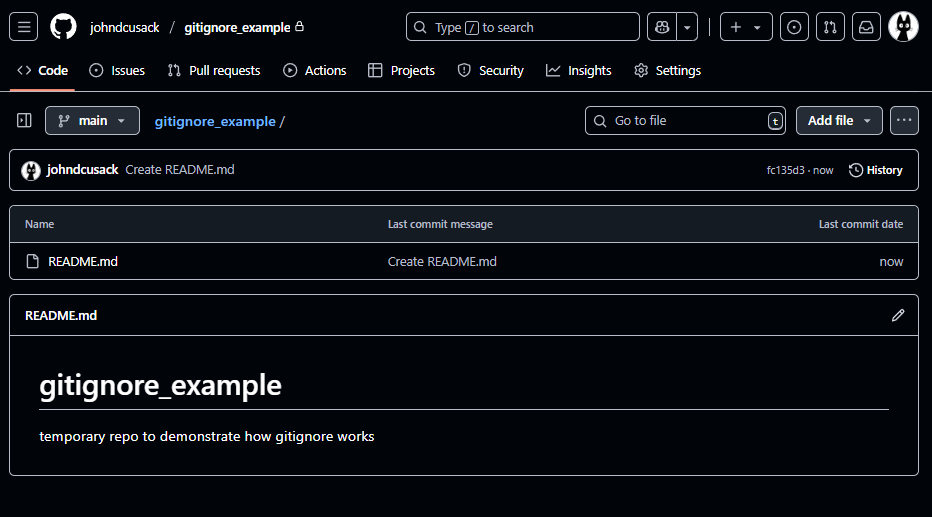 johndcusack / gitignore_example Type / to search
Code Issues Pull requests Actions Projects Security Insights Settings
main gitignore_example / Go to file t Add file ...
johndcusack Create README.md fc135d3 · now History
Name Last commit message Last commit date
README.md Create README.md now
README.md
gitignore_example
temporary repo to demonstrate how gitignore works